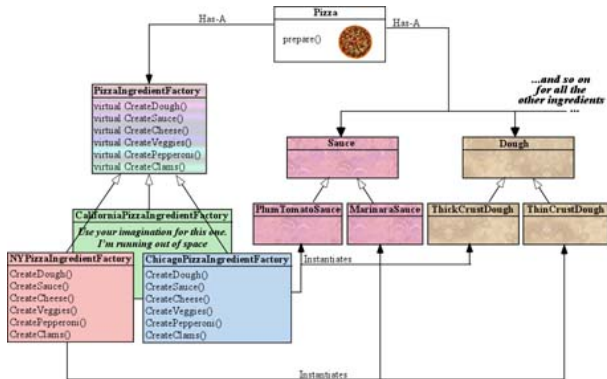 Pizza
Has-A
Has-A
prepare()
...and so on
for all the
other ingredients
...
PizzaIngredientFactory
virtual CreateDough()
virtual CreateSauce()
virtual CreateCheese()
virtual CreateVeggies()
virtual CreatePepperoni()
virtual CreateClams()
Sauce
Dough
PlumTomatoSauce
MarinaraSauce
ThickCrustDough
ThinCrustDough
CaliforniaPizzaIngredientFactory
Use your imagination for this one.
I'm running out of space
NYPizzaIngredientFactory
CreateDough()
CreateSauce()
CreateCheese()
CreateVeggies()
CreatePepperoni()
CreateClams()
ChicagoPizzaIngredientFactory
CreateDough()
CreateSauce()
CreateCheese()
CreateVeggies()
CreatePepperoni()
CreateClams()
Instantiates
Instantiates